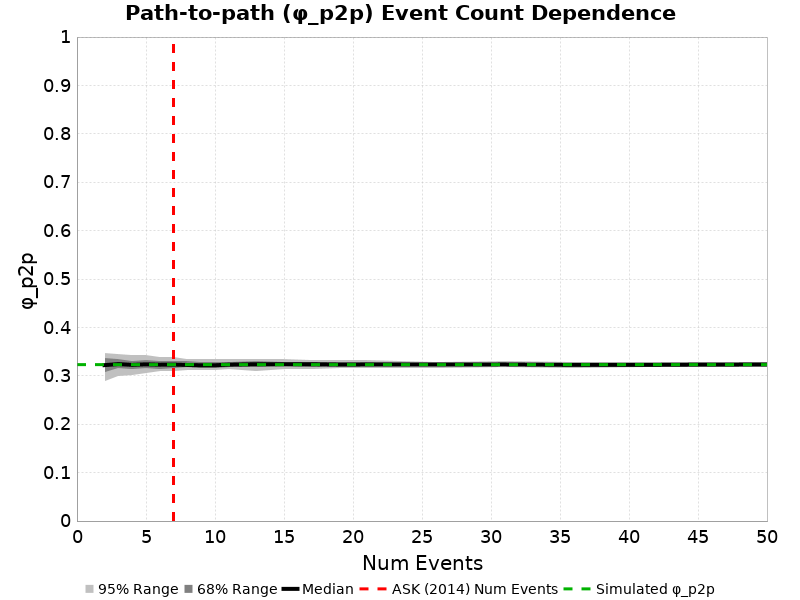 Path-to-path (φ_p2p) Event Count Dependence
φ_p2p
1
0.9
0.8
0.7
0.6
0.5
0.4
0.3
0.2
0.1
0
0 5 10 15 20 25 30 35 40 45 50
Num Events
95% Range 68% Range Median ASK (2014) Num Events Simulated φ_p2p